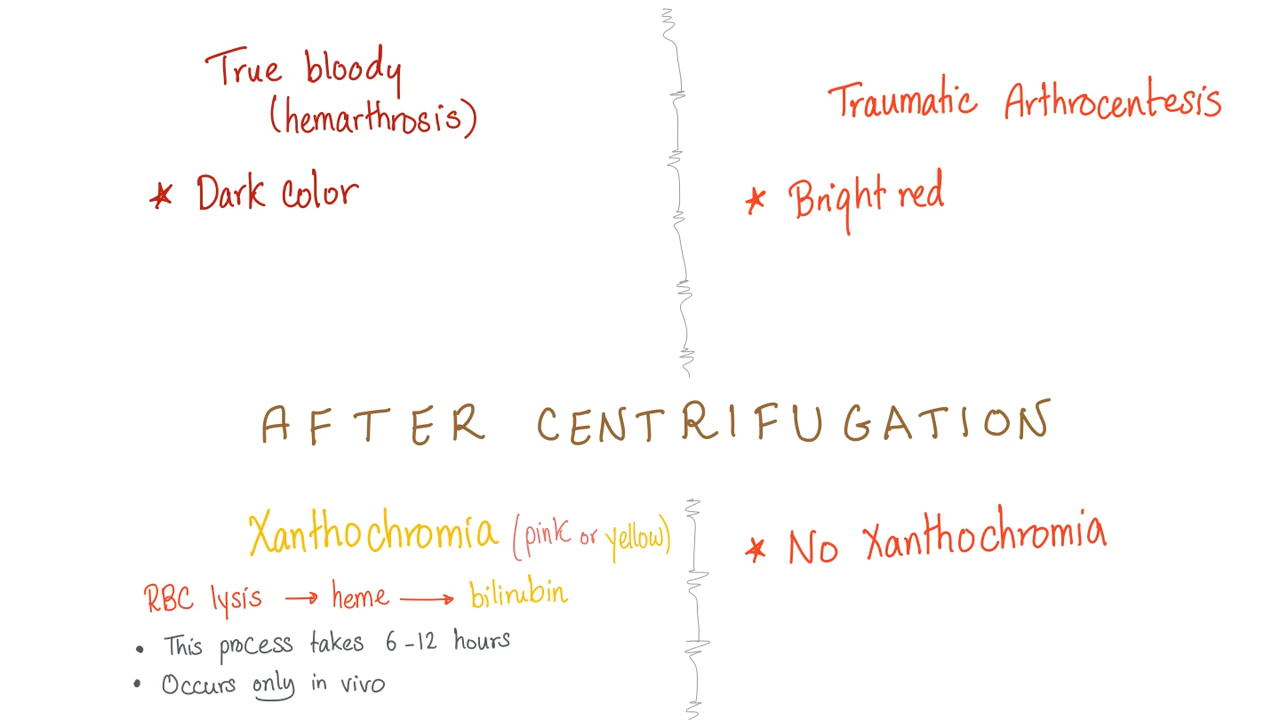 True bloody
(hemarthrosis)
★ Dark color
Traumatic Arthrocentesis
★ Bright red
AFTER CENTRIFUGATION
Xanthochromia (pink or yellow)
RBC lysis → heme → bilirubin
• This process takes 6-12 hours
• Occurs only in vivo
★ No Xanthochromia